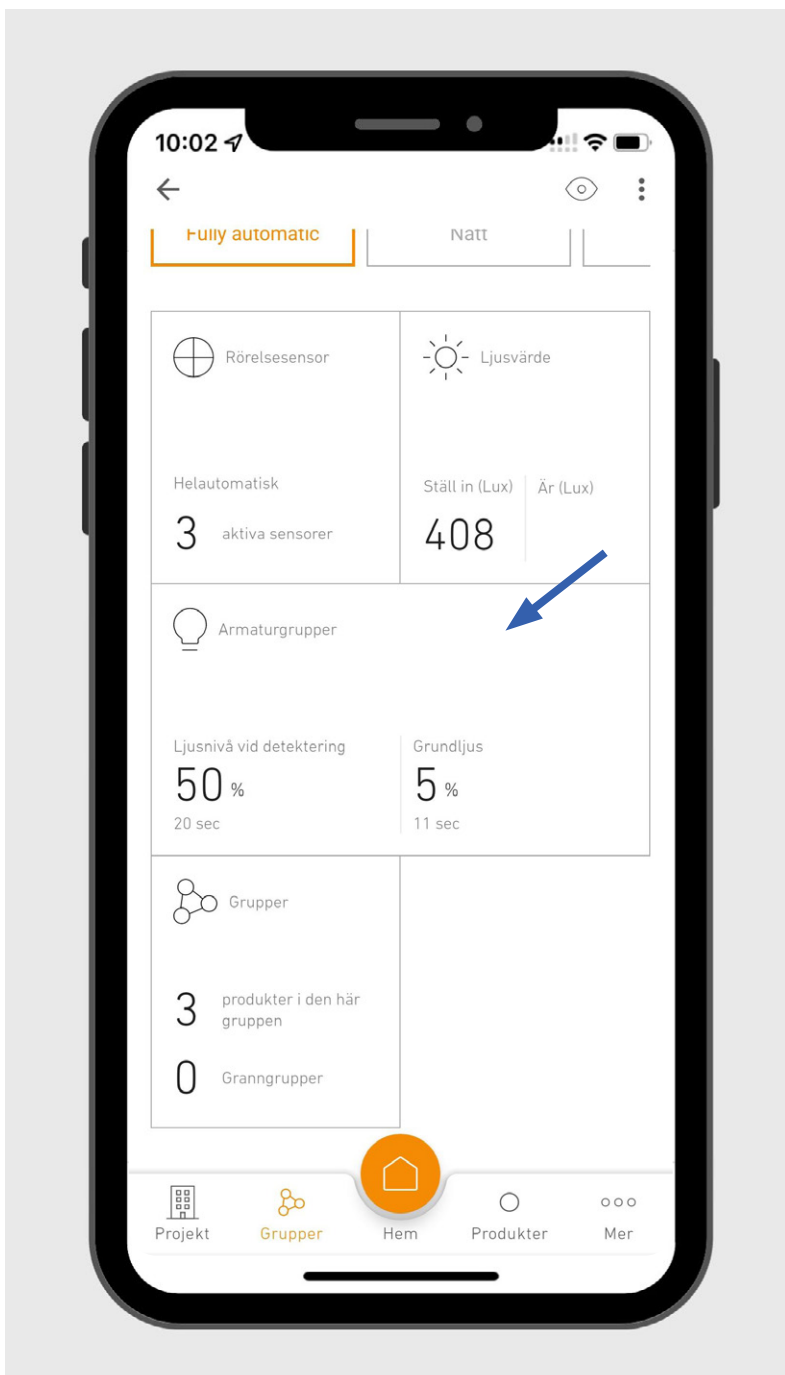 10:02
Fully automatic
Natt
Rörelsesensor
Ljusvärde
Helautomatisk
3 aktiva sensorer
Ställ in (Lux)
Är (Lux)
408
Armaturgrupper
Ljusnivå vid detektering
Grundljus
50 %
5 %
20 sec
11 sec
Grupper
3 produkter i den här
gruppen
0 Granngrupper
Projekt
Grupper
Hem
Produkter
Mer